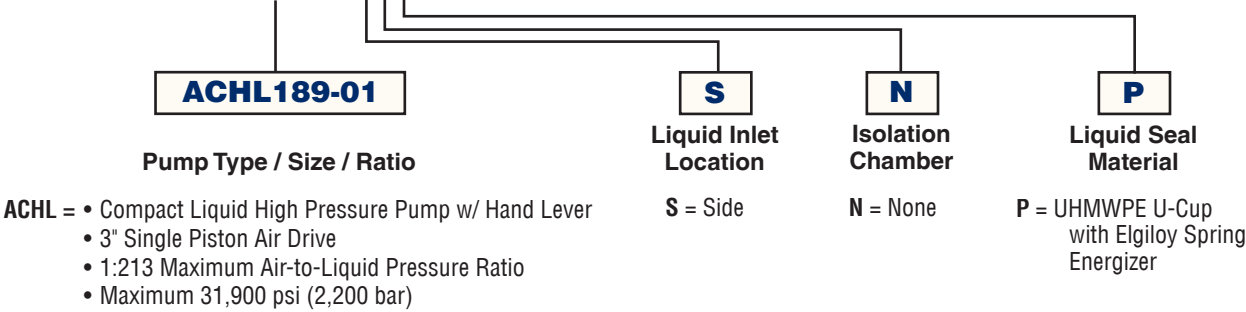 ACHL189-01
S
N
P
Pump Type / Size / Ratio
Liquid Inlet
Location
Isolation
Chamber
Liquid Seal
Material
ACHL = • Compact Liquid High Pressure Pump w/ Hand Lever
• 3" Single Piston Air Drive
• 1:213 Maximum Air-to-Liquid Pressure Ratio
• Maximum 31,900 psi (2,200 bar)
S = Side
N = None
P = UHMWPE U-Cup
with Elgiloy Spring
Energizer